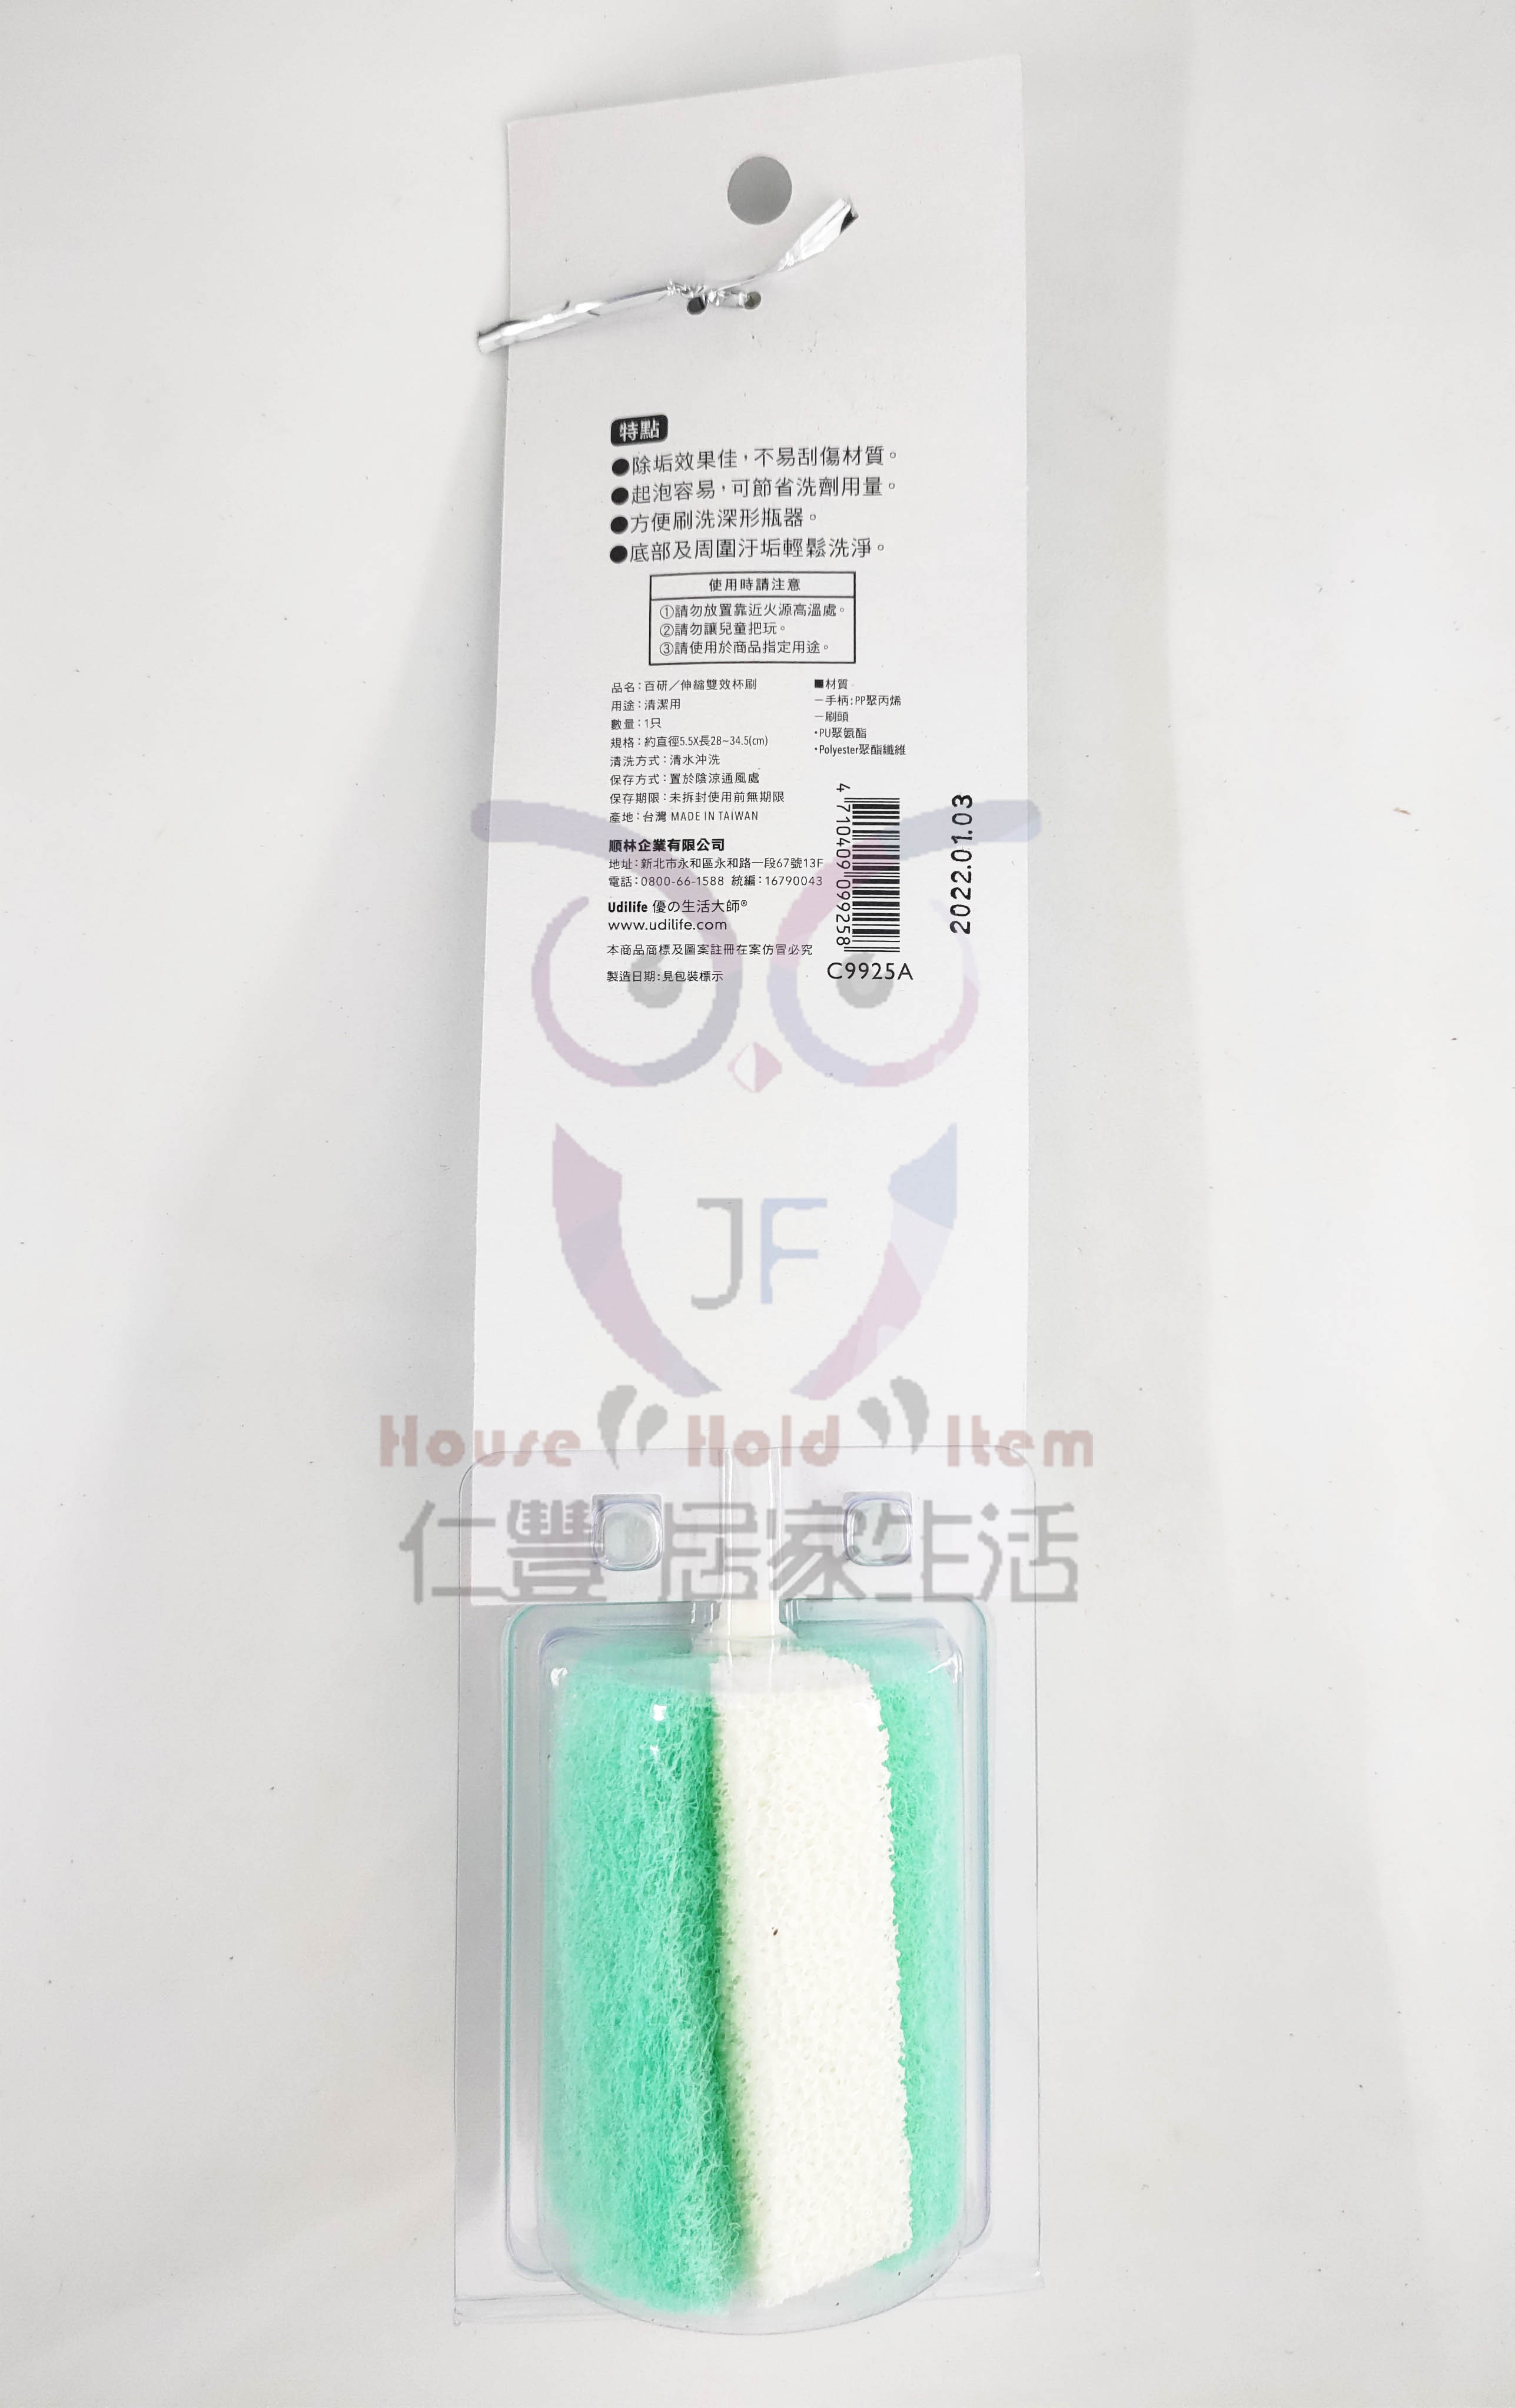 特點
●除垢效果佳，不易刮傷材質。
●起泡容易，可節省洗劑用量。
●方便刷洗深形瓶器。
●底部及周圍汙垢輕鬆洗淨。
使用時請注意
①請勿放置靠近火源高溫處。
②請勿讓兒童把玩。
③請使用於商品指定用途。
品名：百研／伸縮雙效杯刷
用途：清潔用
數量：1只
規格：約直徑5.5X長28~34.5(cm)
清洗方式：清水沖洗
保存方式：置於陰涼通風處
保存期限：未拆封使用前無期限
產地：台灣 MADE IN TAIWAN
■材質
－手柄：PP聚丙烯
－刷頭
・PU聚氨酯
・Polyester聚酯纖維
順林企業有限公司
地址：新北市永和區永和路一段67號13F
電話：0800-66-1588 統編：16790043
Udilife 優の生活大師®
www.udilife.com
本商品商標及圖案註冊在案仿冒必究
製造日期：見包裝標示
4 710409 099258
C9925A
2022.01.03
JF
House Hold Item
仁豐 居家生活